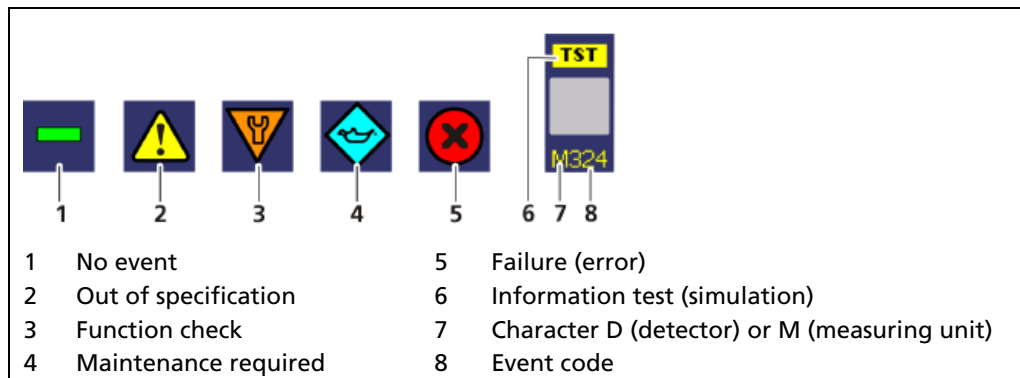 TST
M324
1 2 3 4 5 6 7 8
1 No event
2 Out of specification
3 Function check
4 Maintenance required
5 Failure (error)
6 Information test (simulation)
7 Character D (detector) or M (measuring unit)
8 Event code